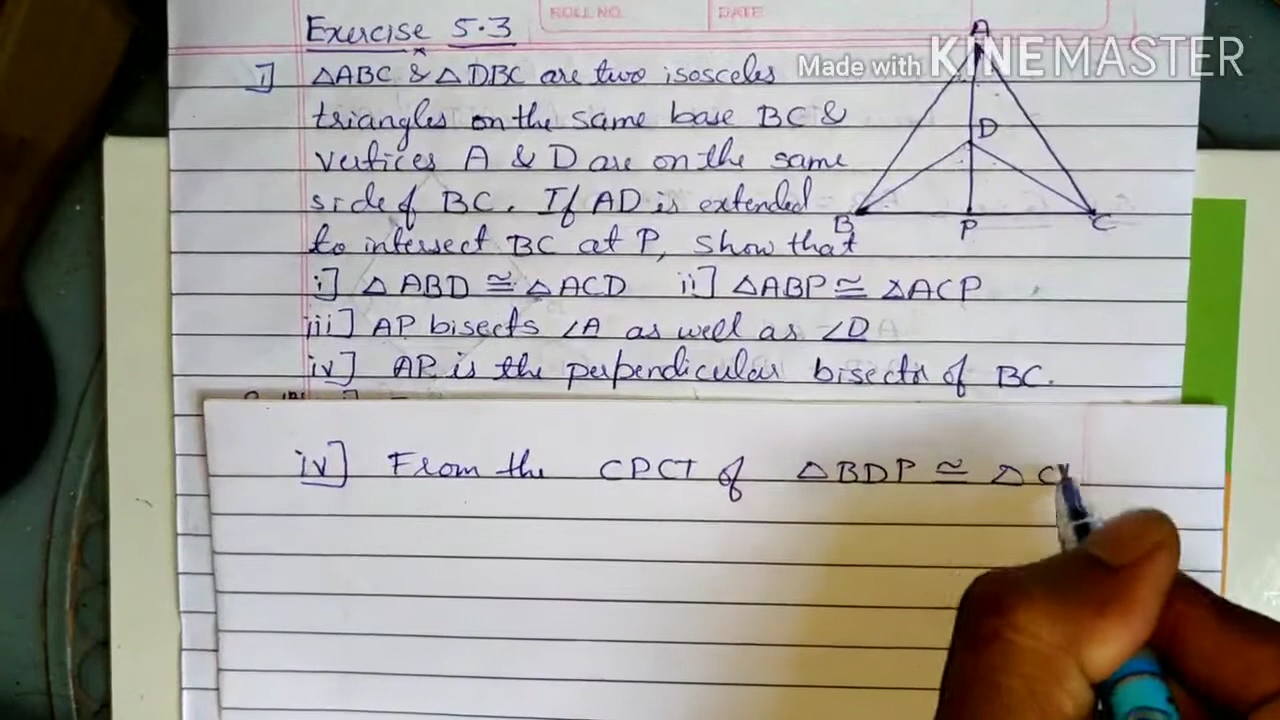 ROLL NO.
DATE
Exercise 5.3
Made with KINEMASTER
1] △ABC & △DBC are two isosceles
triangles on the same base BC &
vertices A & D are on the same
side of BC. If AD is extended
to intersect BC at P, show that
i] △ABD ≅ △ACD ii] △ABP ≅ △ACP
iii] AP bisects ∠A as well as ∠D
iv] AP is the perpendicular bisector of BC.
A
D
B
P
C
iv] From the CPCT of △BDP ≅ △C